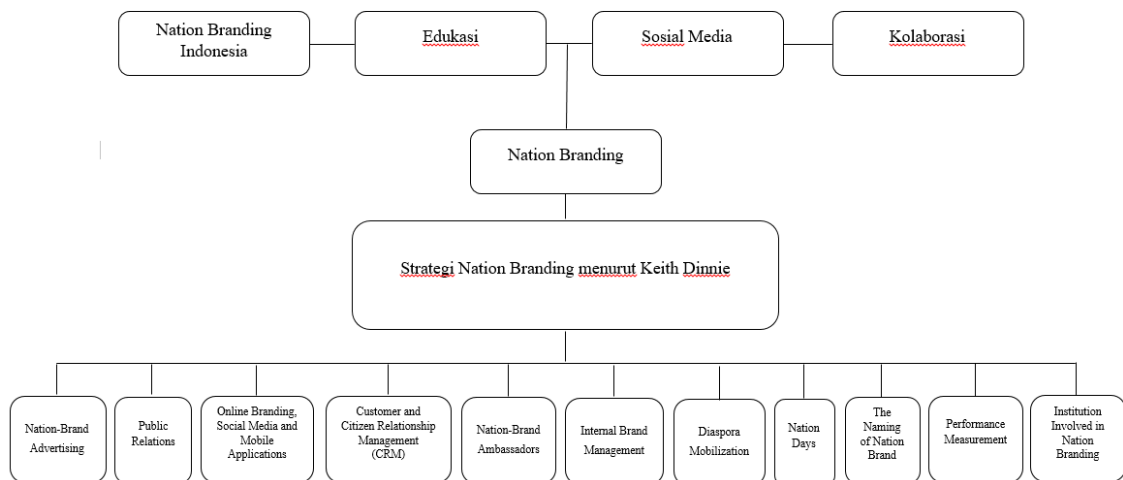 Nation Branding
Indonesia
Edukasi
Sosial Media
Kolaborasi
Nation Branding
Strategi Nation Branding menurut Keith Dinnie
Nation-Brand
Advertising
Public
Relations
Online Branding,
Social Media and
Mobile
Applications
Customer and
Citizen Relationship
Management
(CRM)
Nation-Brand
Ambassadors
Internal Brand
Management
Diaspora
Mobilization
Nation
Days
The
Naming
of Nation
Brand
Performance
Measurement
Institution
Involved in
Nation
Branding